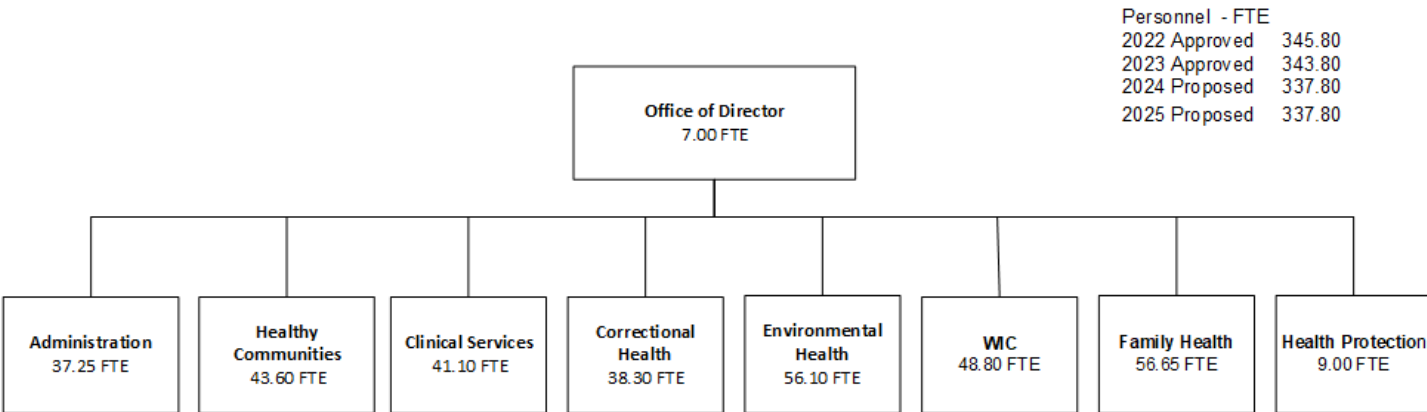 Personnel - FTE
2022 Approved 345.80
2023 Approved 343.80
2024 Proposed 337.80
2025 Proposed 337.80
Office of Director
7.00 FTE
Administration
37.25 FTE
Healthy
Communities
43.60 FTE
Clinical Services
41.10 FTE
Correctional
Health
38.30 FTE
Environmental
Health
56.10 FTE
WIC
48.80 FTE
Family Health
56.65 FTE
Health Protection
9.00 FTE